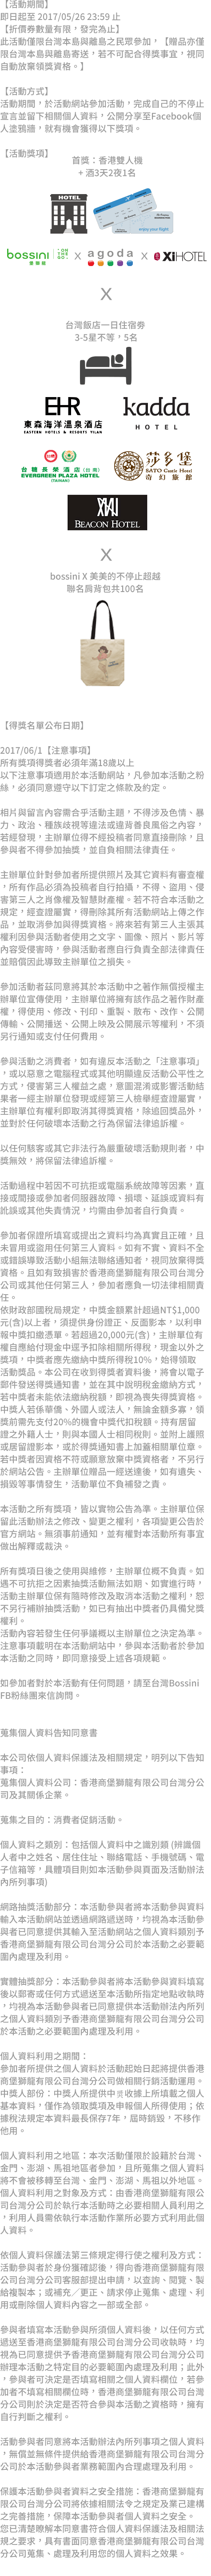 【活動期間】
即日起至 2017/05/26 23:59 止
【折價券數量有限，發完為止】
此活動僅限台灣本島與離島之民眾參加，【贈品亦僅
限台灣本島與離島寄送，若不可配合得獎事宜，視同
自動放棄領獎資格。】
【活動方式】
活動期間，於活動網站參加活動，完成自己的不停止
宣言並留下相關個人資料，公開分享至Facebook個
人塗鴉牆，就有機會獲得以下獎項。
【活動獎項】
首獎：香港雙人機
+ 酒3天2夜1名
HOTEL
enjoy your flight
bossini
堡獅龍
X agoda X XiHOTEL
X
台灣飯店一日住宿劵
3-5星不等，5名
EHR
東森海洋溫泉酒店
HOTELS & RESORTS YILAN
kadda
HOTEL
台糖長榮酒店(台南)
EVERGREEN PLAZA HOTEL
(TAINAN)
莎多堡
SATO Castle Hotel
奇幻旅館
BEACON HOTEL
X
bossini X 美美的不停止超越
聯名肩背包共100名
【得獎名單公布日期】
2017/06/1【注意事項】
所有獎項得獎者必須年滿18歲以上
以下注意事項適用於本活動網站，凡參加本活動之粉
絲，必須同意遵守以下訂定之條款及約定。
相片與留言內容需合乎活動主題，不得涉及色情、暴
力、政治、種族歧視等違法或違背善良風俗之內容，
若經發現，主辦單位得不經投稿者同意直接刪除，且
參與者不得參加抽獎，並自負相關法律責任。
主辦單位針對參加者所提供照片及其它資料有審查權
，所有作品必須為投稿者自行拍攝，不得、盜用、侵
害第三人之肖像權及智慧財產權。若不符合本活動之
規定，經查證屬實，得刪除其所有活動網站上傳之作
品，並取消參加與得獎資格。將來若有第三人主張其
權利因參與活動者使用之文字、圖像、照片、影片等
內容受侵害時，參與活動者應自行負責全部法律責任
並賠償因此導致主辦單位之損失。
參加活動者茲同意將其於本活動中之著作無償授權主
辦單位宣傳使用，主辦單位將擁有該作品之著作財產
權，得使用、修改、刊印、重製、散布、改作、公開
傳輸、公開播送、公開上映及公開展示等權利，不須
另行通知或支付任何費用。
參與活動之消費者，如有違反本活動之「注意事項」
，或以惡意之電腦程式或其他明顯違反活動公平性之
方式，侵害第三人權益之處，意圖混淆或影響活動結
果者一經主辦單位發現或經第三人檢舉經查證屬實，
主辦單位有權利即取消其得獎資格，除追回獎品外，
並對於任何破壞本活動之行為保留法律追訴權。
以任何駭客或其它非法行為嚴重破壞活動規則者，中
獎無效，將保留法律追訴權。
活動過程中若因不可抗拒或電腦系統故障等因素，直
接或間接或參加者伺服器故障、損壞、延誤或資料有
訛誤或其他失責情況，均需由參加者自行負責。
參加者保證所填寫或提出之資料均為真實且正確，且
未冒用或盜用任何第三人資料。如有不實、資料不全
或錯誤導致活動小組無法聯絡通知者，視同放棄得獎
資格。且如有致損害於香港商堡獅龍有限公司台灣分
公司或其他任何第三人，參加者應負一切法律相關責
任。
依財政部國稅局規定，中獎金額累計超過NT$1,000
元(含)以上者，須提供身份證正、反面影本，以利申
報中獎扣繳憑單。若超過20,000元(含)，主辦單位有
權自應給付現金中逕予扣除相關所得稅，現金以外之
獎項，中獎者應先繳納中獎所得稅10%，始得領取
活動獎品。本公司在收到得獎者資料後，將會以電子
郵件發送得獎通知書，並在其中說明稅金繳納方式，
若中獎者未能依法繳納稅額，即視為喪失得獎資格。
中獎人若係華僑、外國人或法人，無論金額多寡，領
獎前需先支付20%的機會中獎代扣稅額。持有居留
證之外籍人士，則與本國人士相同稅則。並附上護照
或居留證影本，或於得獎通知書上加蓋相關單位章。
若中獎者因資格不符或願意放棄中獎資格者，不另行
於網站公告。主辦單位贈品一經送達後，如有遺失、
損毀等事情發生，活動單位不負補發之責。
本活動之所有獎項，皆以實物公告為準。主辦單位保
留此活動辦法之修改、變更之權利，各項變更公告於
官方網站。無須事前通知，並有權對本活動所有事宜
做出解釋或裁決。
所有獎項日後之使用與維修，主辦單位概不負責。如
遇不可抗拒之因素抽獎活動無法如期、如實進行時，
活動主辦單位保有隨時修改及取消本活動之權利，恕
不另行補辦抽獎活動，如已有抽出中獎者仍具備兌獎
權利。
活動內容若發生任何爭議概以主辦單位之決定為準。
注意事項載明在本活動網站中，參與本活動者於參加
本活動之同時，即同意接受上述各項規範。
如參加者對於本活動有任何問題，請至台灣Bossini
FB粉絲團來信詢問。
蒐集個人資料告知同意書
本公司依個人資料保護法及相關規定，明列以下告知
事項：
蒐集個人資料公司：香港商堡獅龍有限公司台灣分公
司及其關係企業。
蒐集之目的：消費者促銷活動。
個人資料之類別：包括個人資料中之識別類 (辨識個
人者中之姓名、居住住址、聯絡電話、手機號碼、電
子信箱等，具體項目則如本活動參與頁面及活動辦法
內所列事項)
網路抽獎活動部分：本活動參與者將本活動參與資料
輸入本活動網站並透過網路遞送時，均視為本活動參
與者已同意提供其輸入至活動網站之個人資料類別予
香港商堡獅龍有限公司台灣分公司於本活動之必要範
圍內處理及利用。
實體抽獎部分：本活動參與者將本活動參與資料填寫
後以郵寄或任何方式遞送至本活動所指定地點收執時
，均視為本活動參與者已同意提供本活動辦法內所列
之個人資料類別予香港商堡獅龍有限公司台灣分公司
於本活動之必要範圍內處理及利用。
個人資料利用之期間：
參加者所提供之個人資料於活動起始日起將提供香港
商堡獅龍有限公司台灣分公司做相關行銷活動運用。
中獎人部份：中獎人所提供中獎收據上所填載之個人
基本資料，僅作為領取獎項及申報個人所得使用；依
據稅法規定本資料最長保存7年，屆時銷毀，不移作
他用。
個人資料利用之地區：本次活動僅限於設籍於台灣、
金門、澎湖、馬祖地區者參加，且所蒐集之個人資料
將不會被移轉至台灣、金門、澎湖、馬祖以外地區。
個人資料利用之對象及方式：由香港商堡獅龍有限公
司台灣分公司於執行本活動時之必要相關人員利用之
，利用人員需依執行本活動作業所必要方式利用此個
人資料。
依個人資料保護法第三條規定得行使之權利及方式：
活動參與者於身份獲確認後，得向香港商堡獅龍有限
公司台灣分公司客服部提出申請，以查詢、閱覽、製
給複製本；或補充／更正、請求停止蒐集、處理、利
用或刪除個人資料內容之一部或全部。
參與者填寫本活動參與所須個人資料後，以任何方式
遞送至香港商堡獅龍有限公司台灣分公司收執時，均
視為已同意提供予香港商堡獅龍有限公司台灣分公司
辦理本活動之特定目的必要範圍內處理及利用；此外
，參與者可決定是否填寫相關之個人資料欄位，若參
加者不填寫相關欄位時，香港商堡獅龍有限公司台灣
分公司則於決定是否符合參與本活動之資格時，擁有
自行判斷之權利。
活動參與者同意將本活動辦法內所列事項之個人資料
，無償並無條件提供給香港商堡獅龍有限公司台灣分
公司於本活動參與者業務範圍內合理處理及利用。
保護本活動參與者資料之安全措施：香港商堡獅龍有
限公司台灣分公司將依據相關法令之規定及業己建構
之完善措施，保障本活動參與者個人資料之安全。
您已清楚瞭解本同意書符合個人資料保護法及相關法
規之要求，具有書面同意香港商堡獅龍有限公司台灣
分公司蒐集、處理及利用您的個人資料之效果。